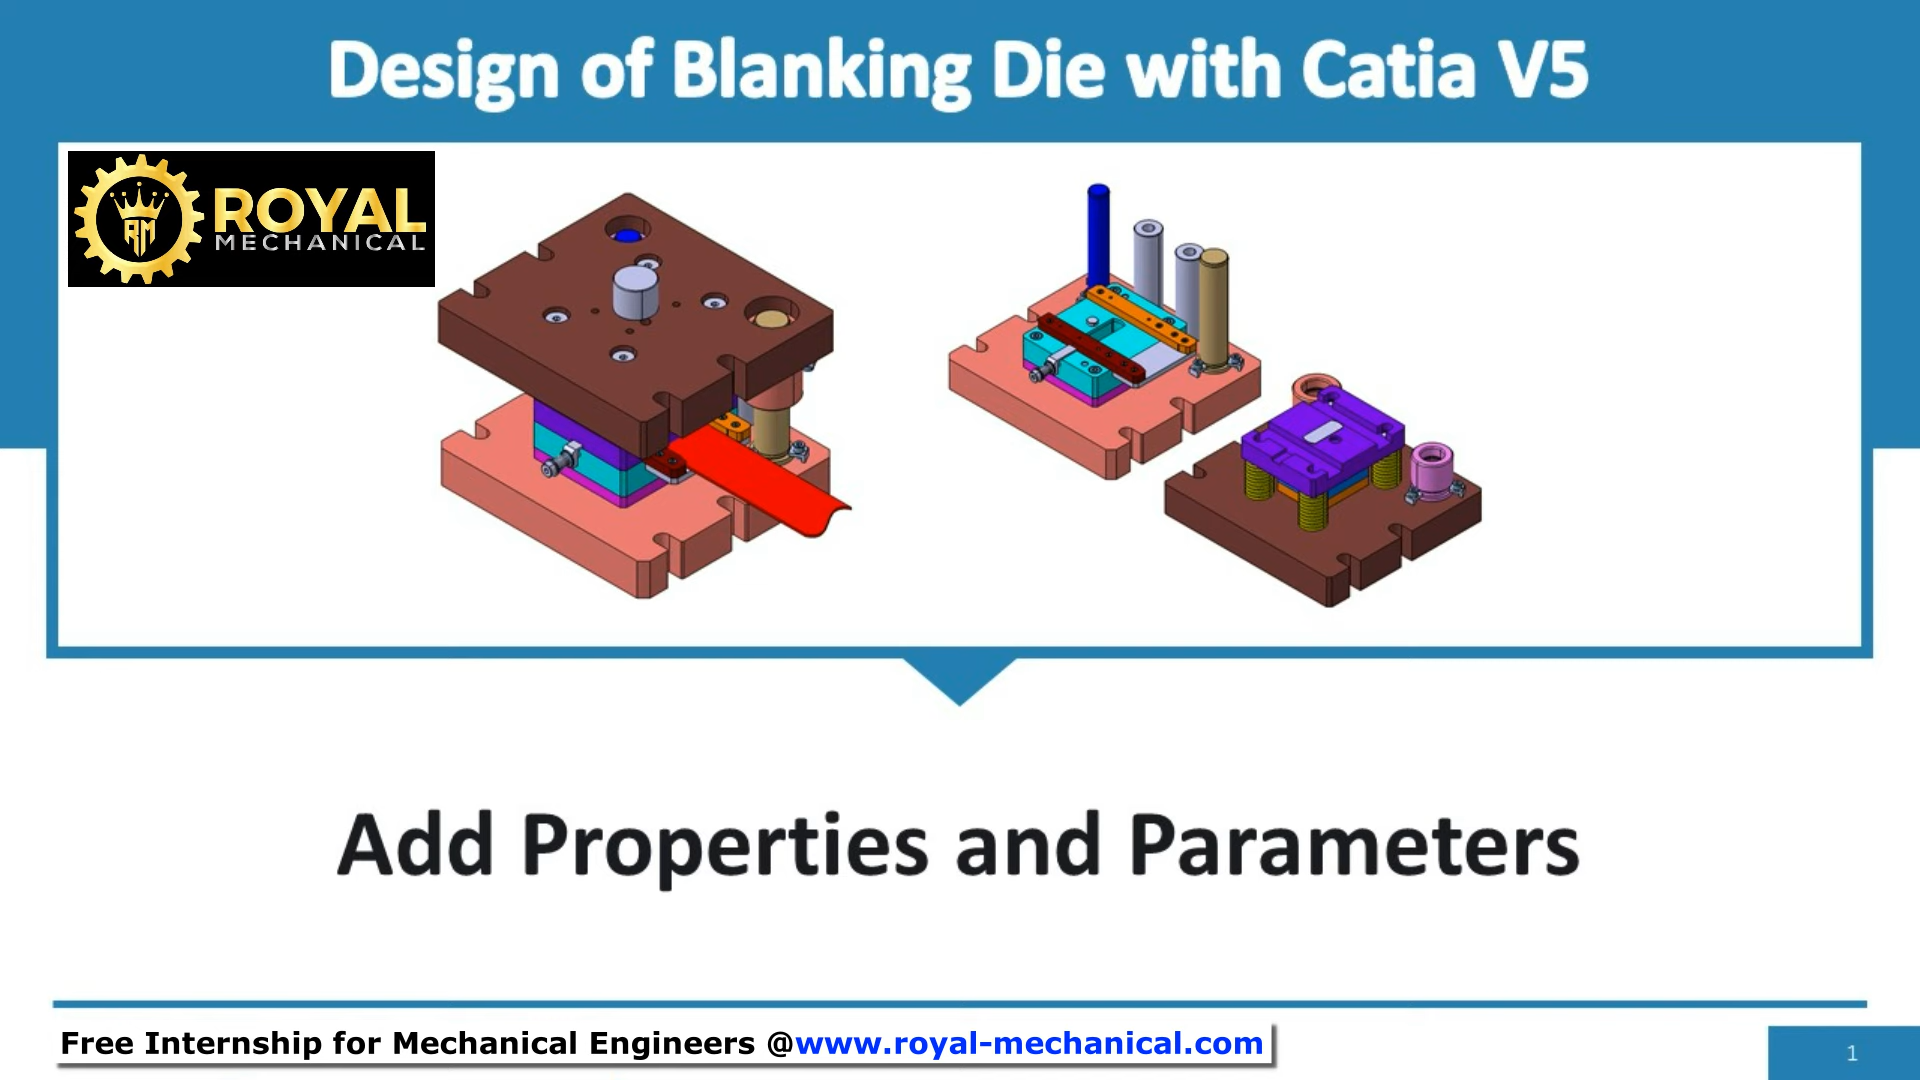 Design of Blanking Die with Catia V5
RM
ROYAL
MECHANICAL
Add Properties and Parameters
Free Internship for Mechanical Engineers @www.royal-mechanical.com
1